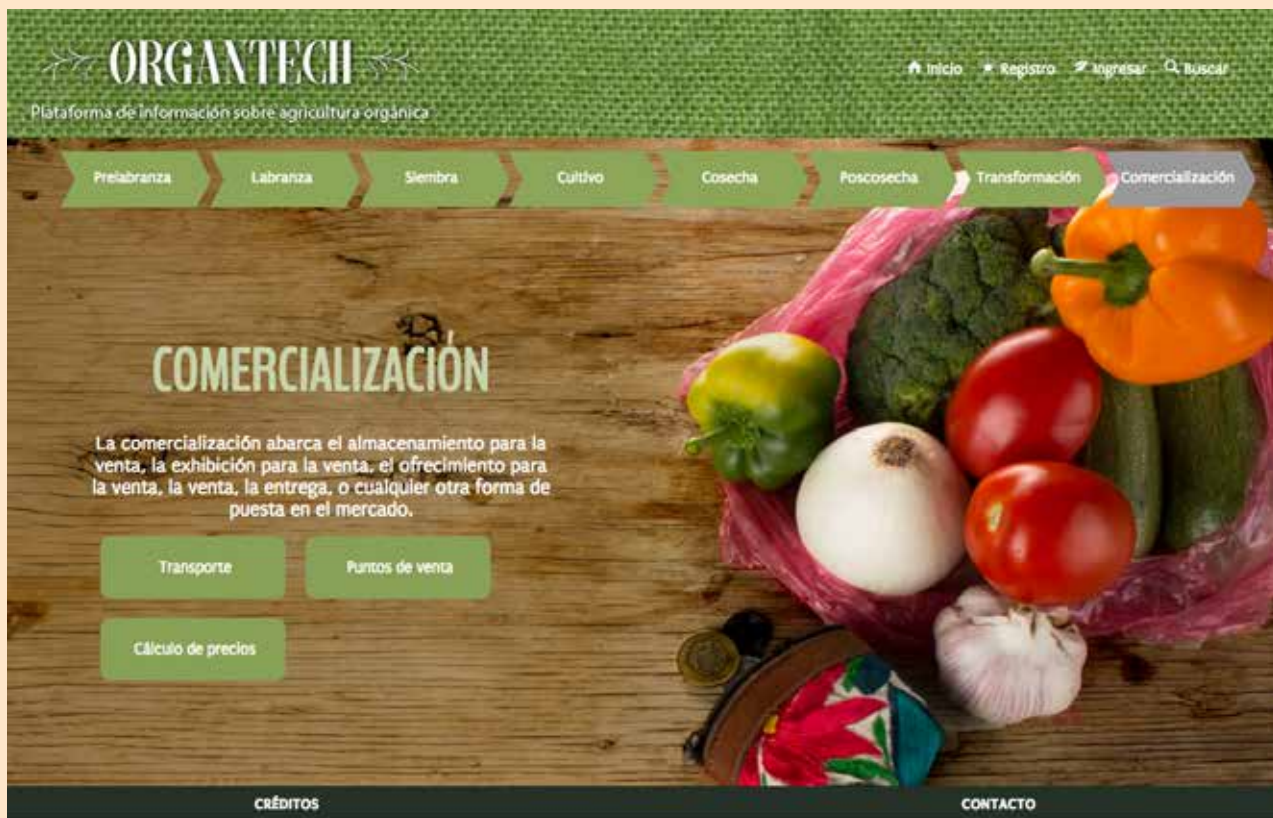 ORGANTECH
Plataforma de información sobre agricultura orgánica
Inicio Registro Ingresar Buscar
Prelabranza Labranza Siembra Cultivo Cosecha Poscosecha Transformación Comercialización
COMERCIALIZACIÓN
La comercialización abarca el almacenamiento para la
venta, la exhibición para la venta, el ofrecimiento para
la venta, la venta, la entrega, o cualquier otra forma de
puesta en el mercado.
Transporte Puntos de venta
Cálculo de precios
CRÉDITOS CONTACTO